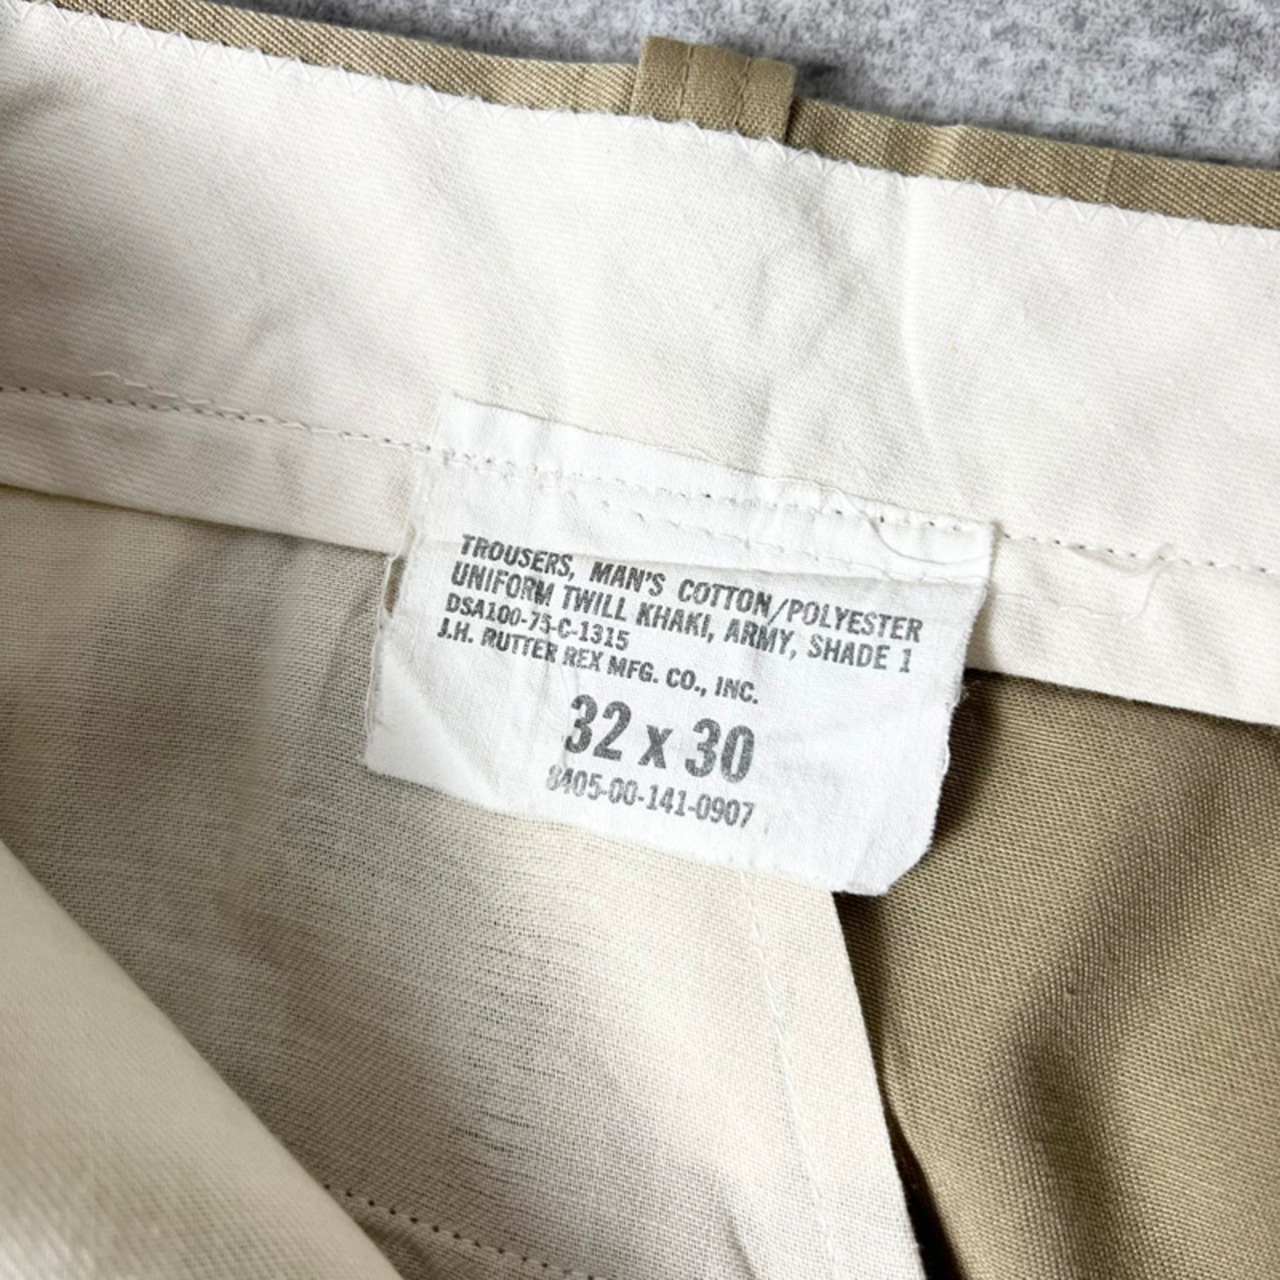 TROUSERS, MAN'S COTTON/POLYESTER
UNIFORM TWILL KHAKI, ARMY, SHADE 1
DSA100-75-C-1315
J.H. RUTTER REX MFG. CO., INC.
32 x 30
8405-00-141-0907